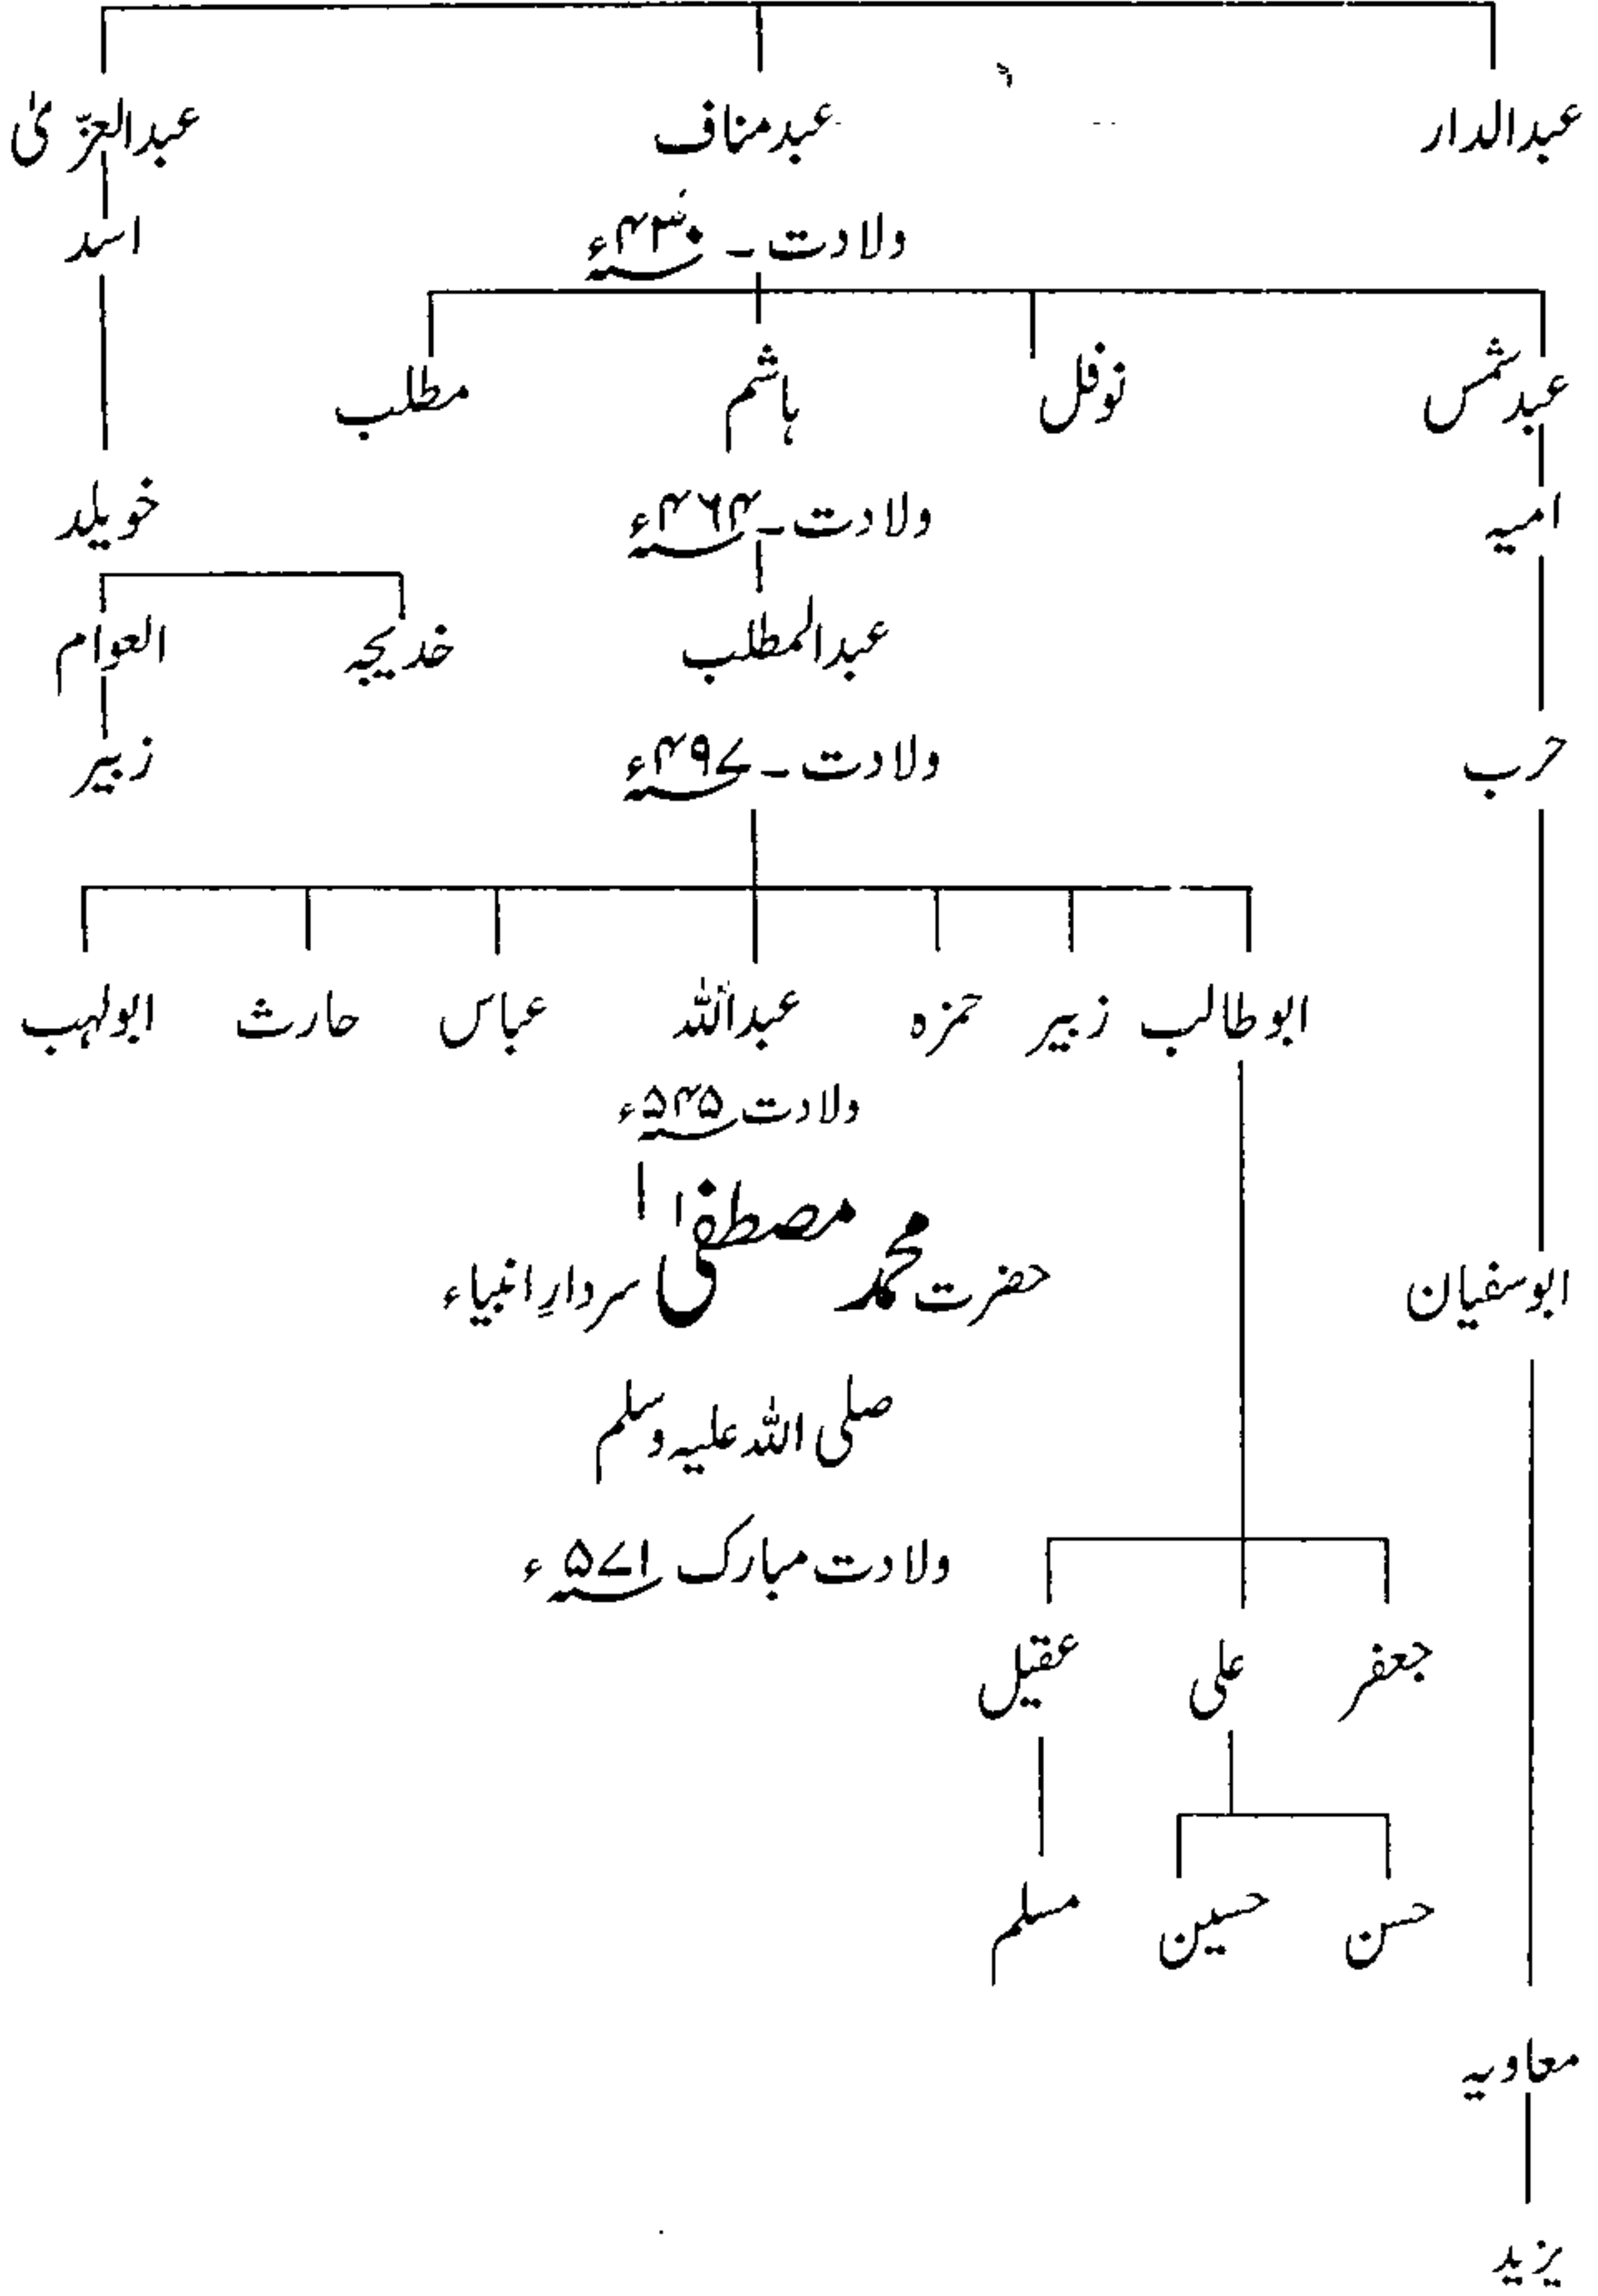 عبدالدار عبدمناف عبدالعزّیٰ
ولادت ۔ ۴۳۰ء اسد
عبدشمس نوفل ہاشم مطلب
امیہ ولادت ۔ ۴۶۴ء خویلد
عبدالمطلب خدیجہ العوام
حرب ولادت ۔ ۴۹۷ء زبیر
ابوطالب زبیر حمزہ عبداللہ عباس حارث ابولہب
ولادت ۵۴۵ء
ابوسفیان حضرت محمد مصطفیٰ سردارِ انبیاء
صلی اللہ علیہ وسلم
ولادت مبارک ۵۷۱ء
جعفر علی عقیل
حسن حسین مسلم
معاویہ
یزید